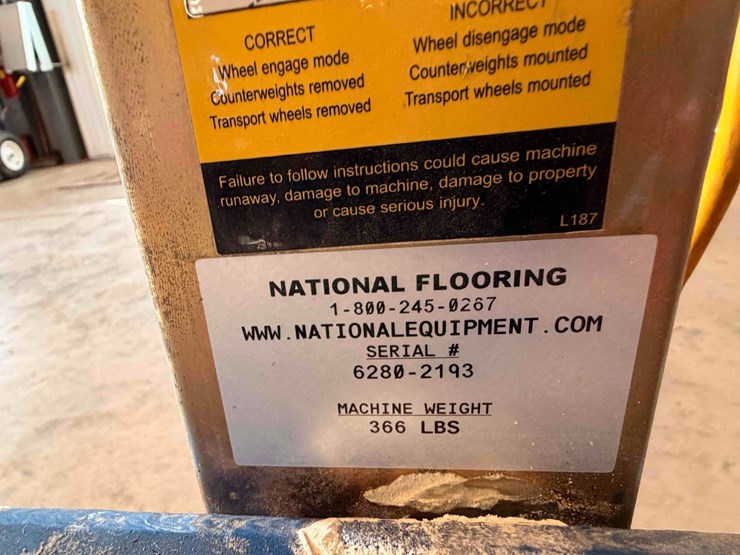 CORRECT
Wheel engage mode
Counterweights removed
Transport wheels removed
INCORRECT
Wheel disengage mode
Counterweights mounted
Transport wheels mounted
Failure to follow instructions could cause machine
runaway, damage to machine, damage to property
or cause serious injury.
L187
NATIONAL FLOORING
1-800-245-0267
WWW.NATIONALEQUIPMENT.COM
SERIAL #
6280-2193
MACHINE WEIGHT
366 LBS